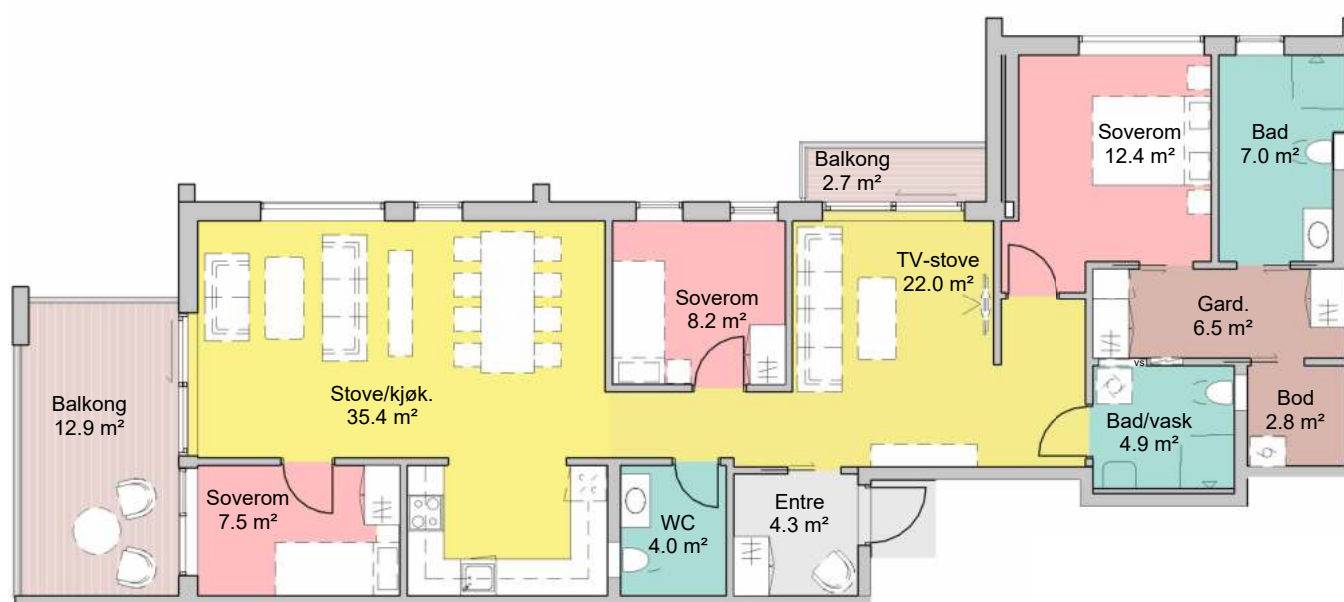 Soverom
12.4 m²
Bad
7.0 m²
Balkong
2.7 m²
TV-stove
22.0 m²
Soverom
8.2 m²
Gard.
6.5 m²
vs
Stove/kjøk.
35.4 m²
Balkong
12.9 m²
Bad/vask
4.9 m²
Bod
2.8 m²
Soverom
7.5 m²
WC
4.0 m²
Entre
4.3 m²